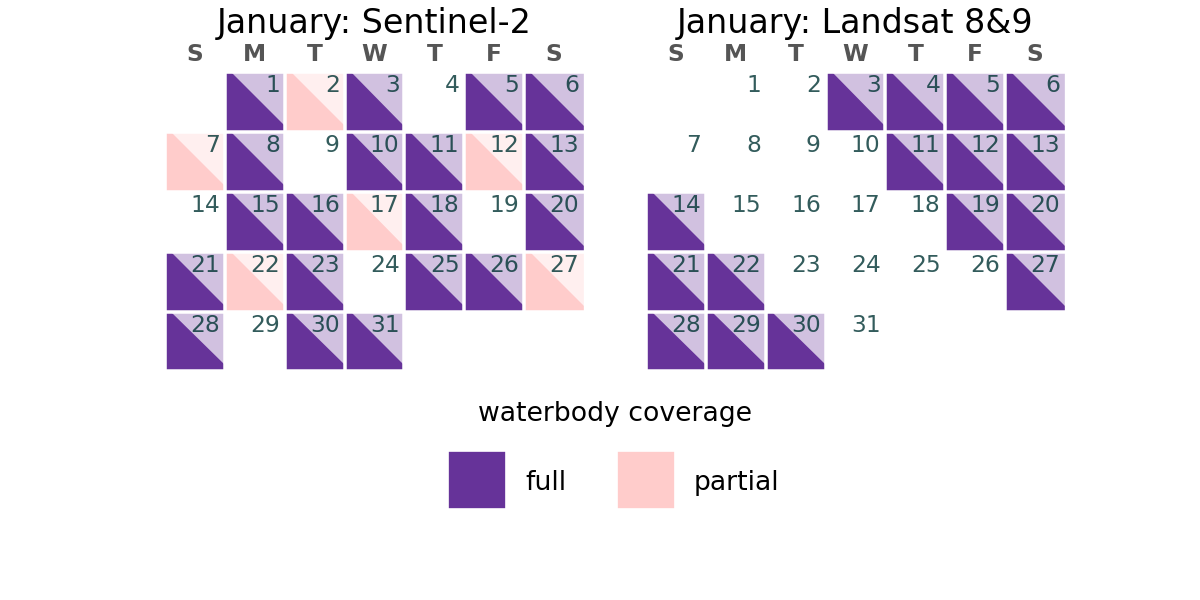 January: Sentinel-2
S M T W T F S
1 2 3 4 5 6
7 8 9 10 11 12 13
14 15 16 17 18 19 20
21 22 23 24 25 26 27
28 29 30 31
January: Landsat 8&9
S M T W T F S
1 2 3 4 5 6
7 8 9 10 11 12 13
14 15 16 17 18 19 20
21 22 23 24 25 26 27
28 29 30 31
waterbody coverage
full partial